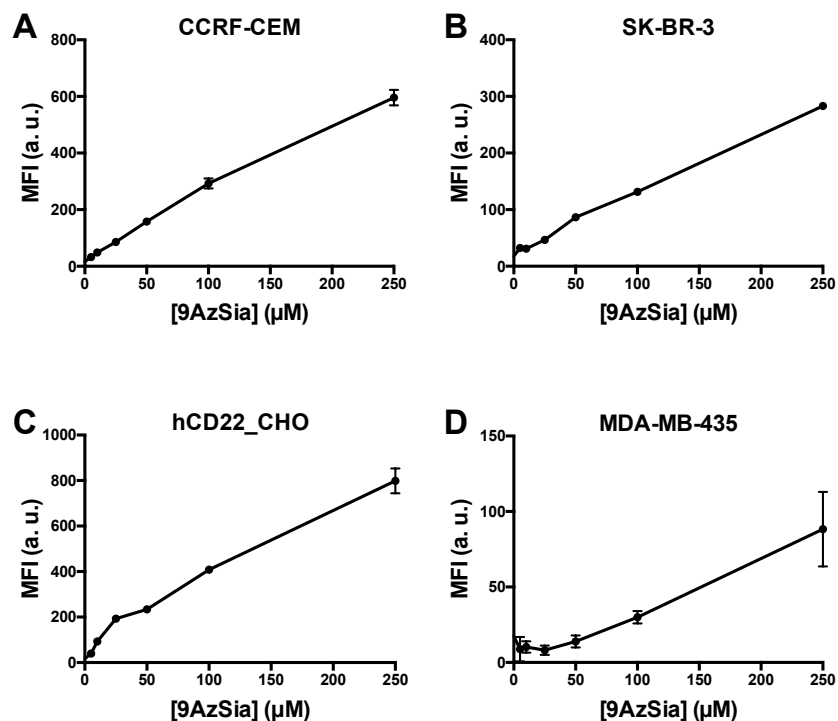 A
CCRF-CEM
MFI (a. u.)
800
600
400
200
0
0 50 100 150 200 250
[9AzSia] (µM)
B
SK-BR-3
MFI (a. u.)
400
300
200
100
0
0 50 100 150 200 250
[9AzSia] (µM)
C
hCD22_CHO
MFI (a. u.)
1000
800
600
400
200
0
0 50 100 150 200 250
[9AzSia] (µM)
D
MDA-MB-435
MFI (a. u.)
150
100
50
0
0 50 100 150 200 250
[9AzSia] (µM)